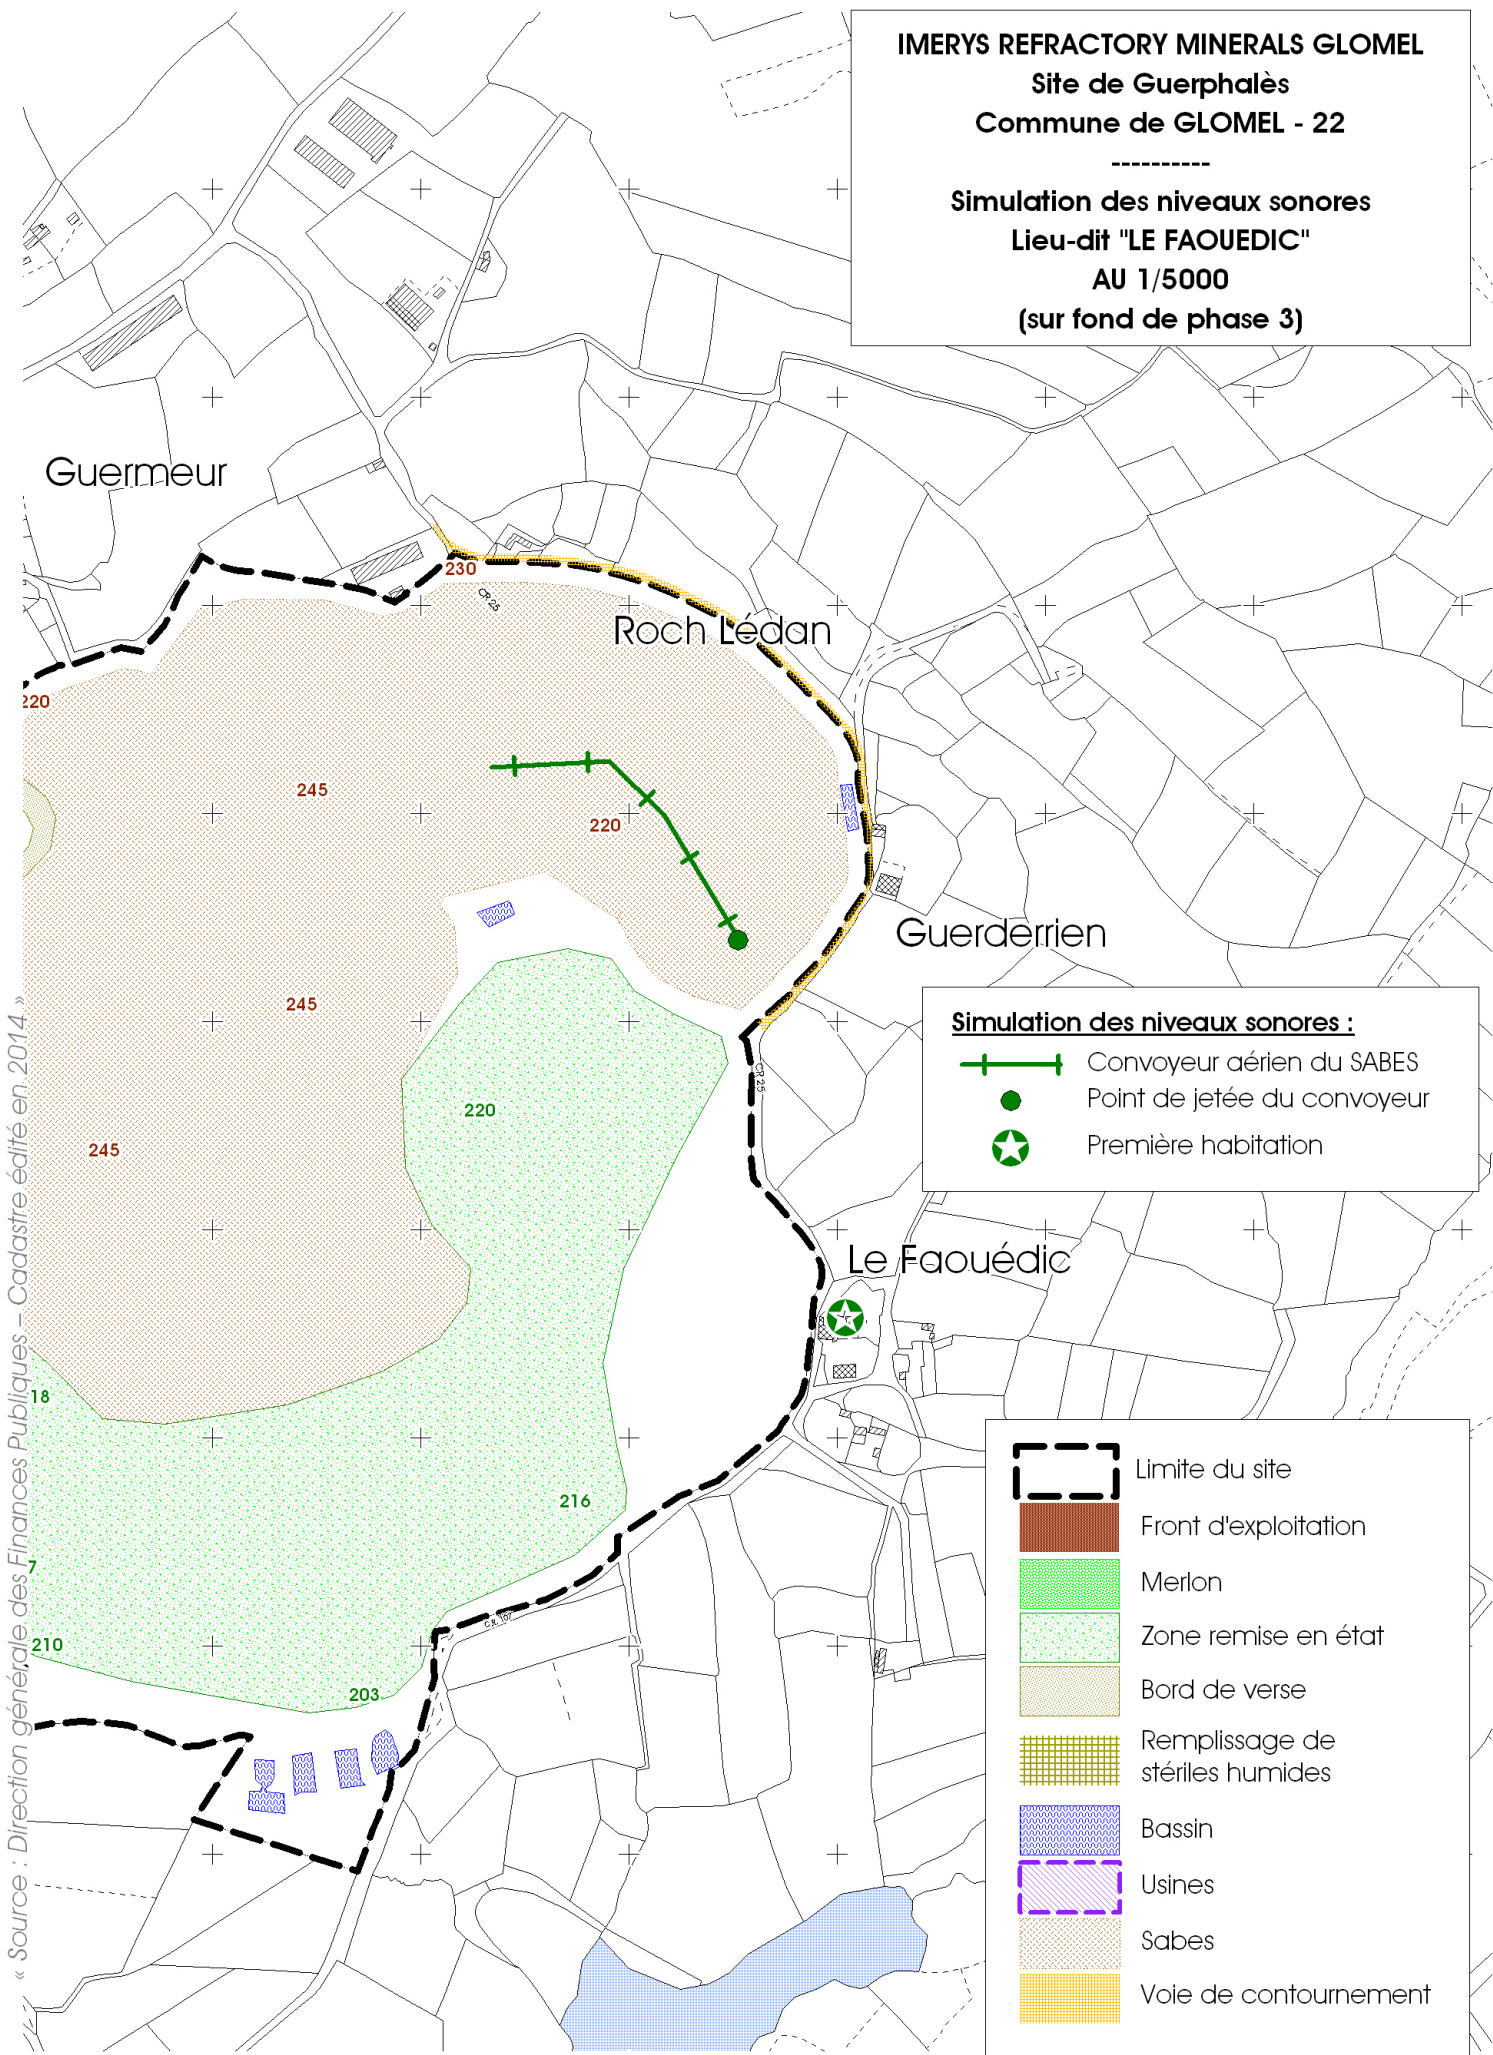 IMERYS REFRACTORY MINERALS GLOMEL
Site de Guerphalès
Commune de GLOMEL - 22
----------
Simulation des niveaux sonores
Lieu-dit "LE FAOUEDIC"
AU 1/5000
(sur fond de phase 3)
Guermeur
230
CR 25
Roch Lédan
220
245
220
Guerderrien
245
Simulation des niveaux sonores :
Convoyeur aérien du SABES
Point de jetée du convoyeur
Première habitation
CR 25
220
245
Le Faouédic
18
216
7
210
203
C.R. 107
Limite du site
Front d'exploitation
Merlon
Zone remise en état
Bord de verse
Remplissage de
stériles humides
Bassin
Usines
Sabes
Voie de contournement
« Source : Direction générale des Finances Publiques – Cadastre édité en 2014 »